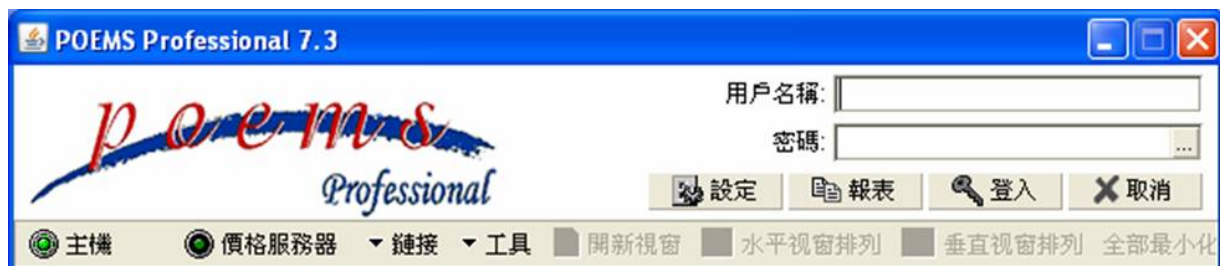 POEMS Professional 7.3
poems
Professional
用戶名稱:
密碼:
...
設定 報表 登入 取消
主機 價格服務器 鏈接 工具 開新視窗 水平视窗排列 垂直视窗排列 全部最小化